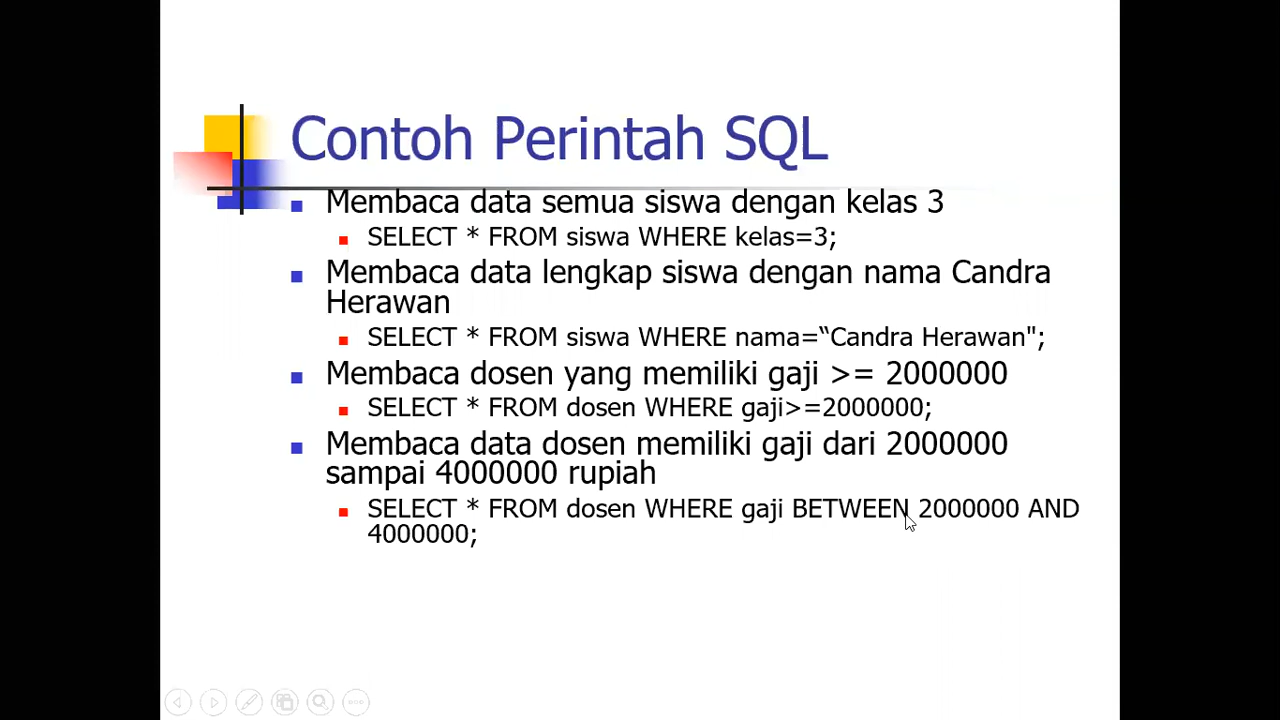 Contoh Perintah SQL
Membaca data semua siswa dengan kelas 3
SELECT * FROM siswa WHERE kelas=3;
Membaca data lengkap siswa dengan nama Candra
Herawan
SELECT * FROM siswa WHERE nama=“Candra Herawan";
Membaca dosen yang memiliki gaji >= 2000000
SELECT * FROM dosen WHERE gaji>=2000000;
Membaca data dosen memiliki gaji dari 2000000
sampai 4000000 rupiah
SELECT * FROM dosen WHERE gaji BETWEEN 2000000 AND
4000000;